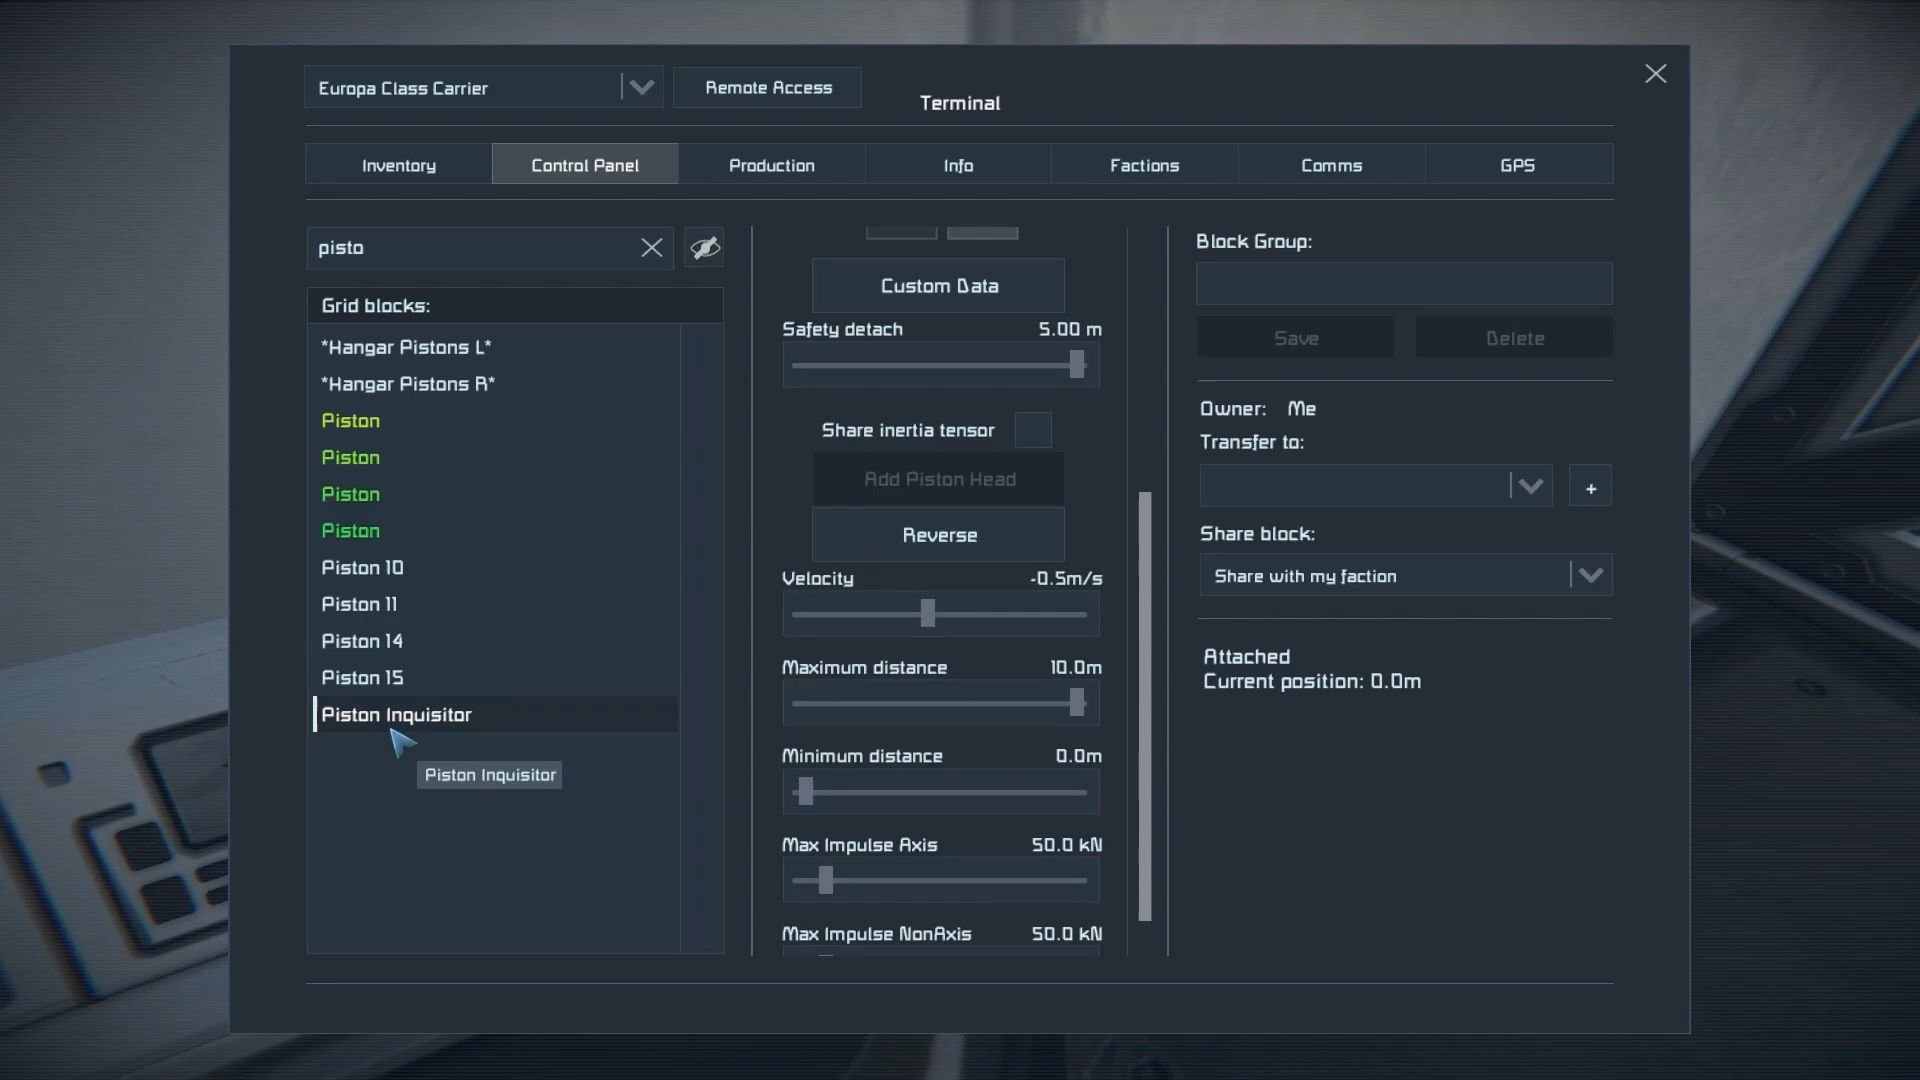 Europa Class Carrier
Remote Access
Terminal
Inventory
Control Panel
Production
Info
Factions
Comms
GPS
pisto
Grid blocks:
*Hangar Pistons L*
*Hangar Pistons R*
Piston
Piston
Piston
Piston
Piston 10
Piston 11
Piston 14
Piston 15
Piston Inquisitor
Piston Inquisitor
Custom Data
Safety detach 5.00 m
Share inertia tensor
Add Piston Head
Reverse
Velocity -0.5m/s
Maximum distance 10.0m
Minimum distance 0.0m
Max Impulse Axis 50.0 kN
Max Impulse NonAxis 50.0 kN
Block Group:
Save
Delete
Owner: Me
Transfer to:
+
Share block:
Share with my faction
Attached
Current position: 0.0m